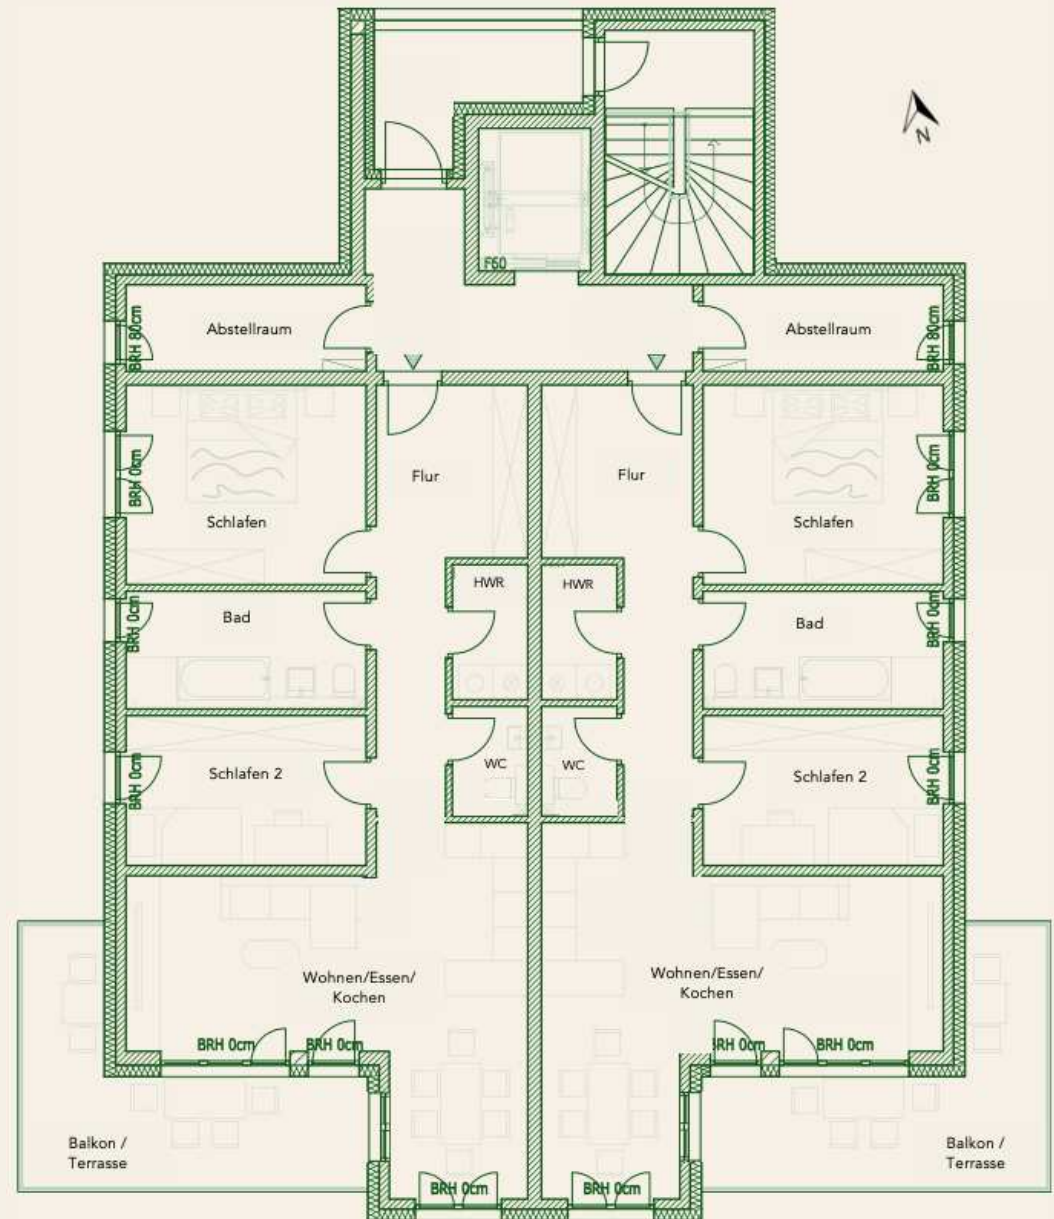 N
F60
Abstellraum
Abstellraum
BRH 80cm
BRH 80cm
Flur
Flur
BRH 0cm
BRH 0cm
Schlafen
Schlafen
HWR
HWR
BRH 0cm
BRH 0cm
Bad
Bad
WC
WC
Schlafen 2
Schlafen 2
BRH 0cm
BRH 0cm
Wohnen/Essen/
Kochen
Wohnen/Essen/
Kochen
BRH 0cm
BRH 0cm
BRH 0cm
BRH 0cm
Balkon /
Terrasse
Balkon /
Terrasse
BRH 0cm
BRH 0cm